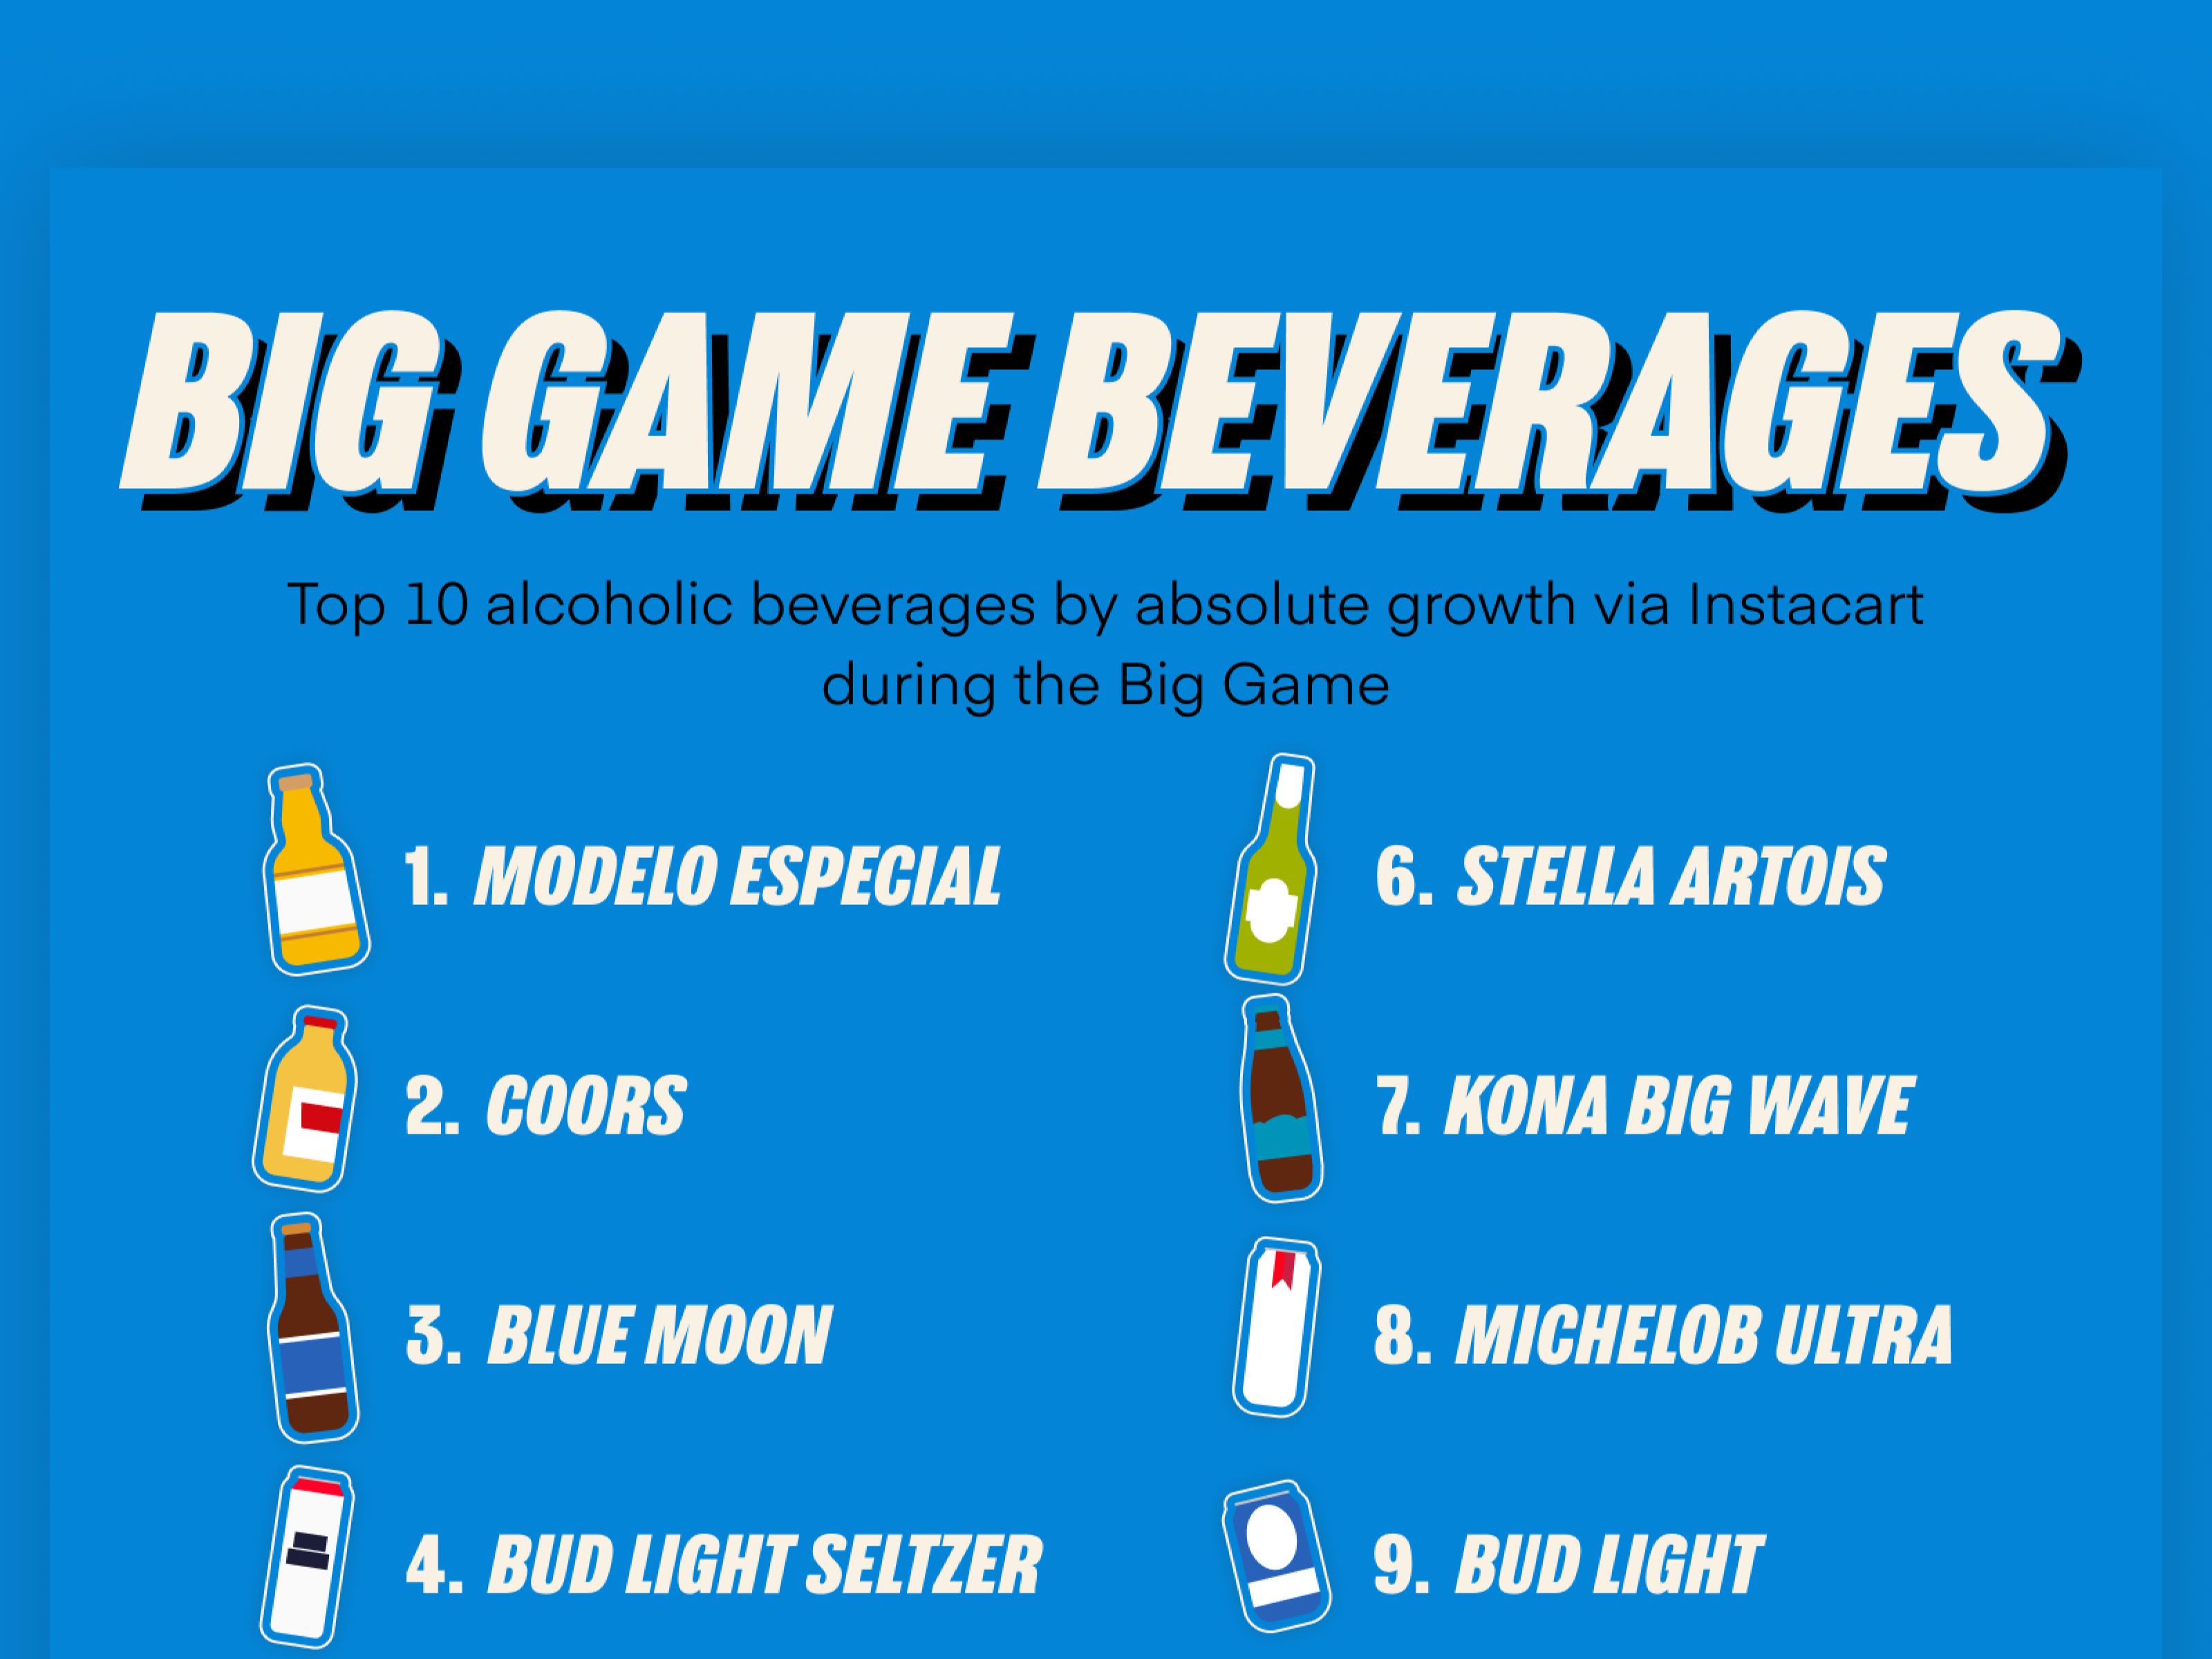 BIG GAME BEVERAGES
Top 10 alcoholic beverages by absolute growth via Instacart
during the Big Game
1. MODELO ESPECIAL
2. COORS
3. BLUE MOON
4. BUD LIGHT SELTZER
6. STELLA ARTOIS
7. KONA BIG WAVE
8. MICHELOB ULTRA
9. BUD LIGHT